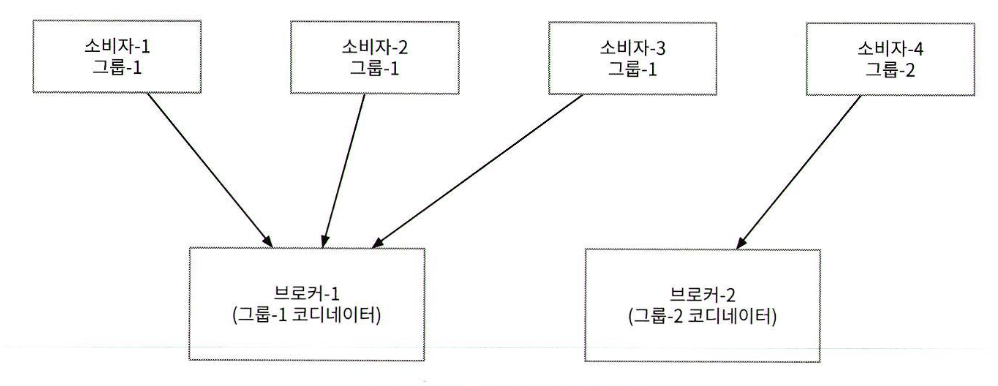 소비자-1
그룹-1
소비자-2
그룹-1
소비자-3
그룹-1
소비자-4
그룹-2
브로커-1
(그룹-1 코디네이터)
브로커-2
(그룹-2 코디네이터)